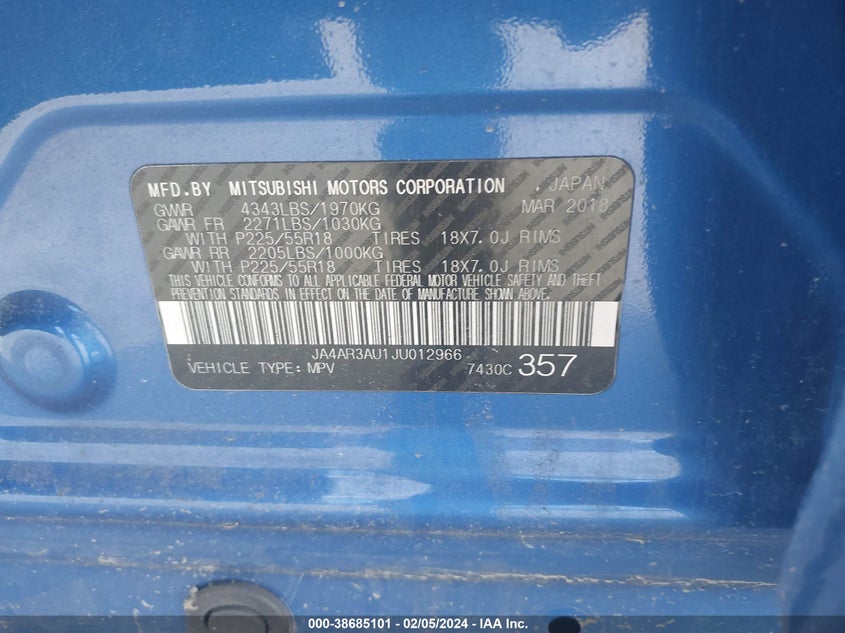 MFD.BY MITSUBISHI MOTORS CORPORATION , JAPAN
GVWR 4343LBS/1970KG MAR 2018
GAWR FR 2271LBS/1030KG
WITH P225/55R18 TIRES 18X7.0J RIMS
GAWR RR 2205LBS/1000KG
WITH P225/55R18 TIRES 18X7.0J RIMS
THIS VEHICLE CONFORMS TO ALL APPLICABLE FEDERAL MOTOR VEHICLE SAFETY AND THEFT
PREVENTION STANDARDS IN EFFECT ON THE DATE OF MANUFACTURE SHOWN ABOVE.
JA4AR3AU1JU012966
VEHICLE TYPE: MPV 7430C 357
000-38685101 - 02/05/2024 - IAA Inc.